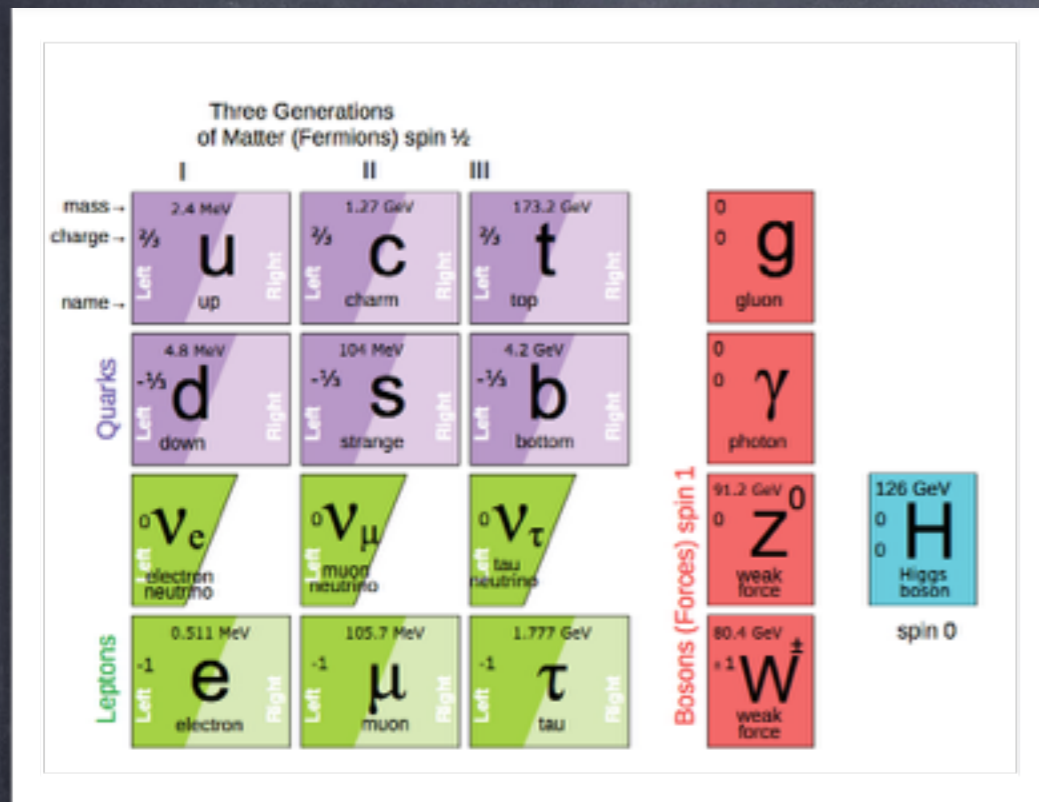 Three Generations
of Matter (Fermions) spin ½
I II III
mass→
charge→
name→
2.4 MeV
⅔
u
Left
Right
up
1.27 GeV
⅔
c
Left
Right
charm
173.2 GeV
⅔
t
Left
Right
top
0
0
g
gluon
Quarks
4.8 MeV
-⅓
d
Left
Right
down
104 MeV
-⅓
s
Left
Right
strange
4.2 GeV
-⅓
b
Left
Right
bottom
0
0
γ
photon
0
νe
Left
electron
neutrino
0
νμ
Left
muon
neutrino
0
ντ
Left
tau
neutrino
Bosons (Forces) spin 1
91.2 GeV
0
Z0
weak
force
126 GeV
0
0
H
Higgs
boson
spin 0
Leptons
0.511 MeV
-1
e
Left
Right
electron
105.7 MeV
-1
μ
Left
Right
muon
1.777 GeV
-1
τ
Left
Right
tau
80.4 GeV
±1
W±
weak
force